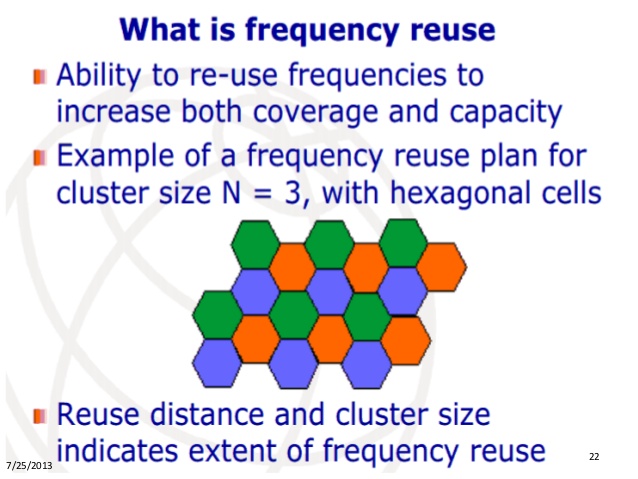 What is frequency reuse
Ability to re-use frequencies to
increase both coverage and capacity
Example of a frequency reuse plan for
cluster size N = 3, with hexagonal cells
Reuse distance and cluster size
indicates extent of frequency reuse
7/25/2013
22